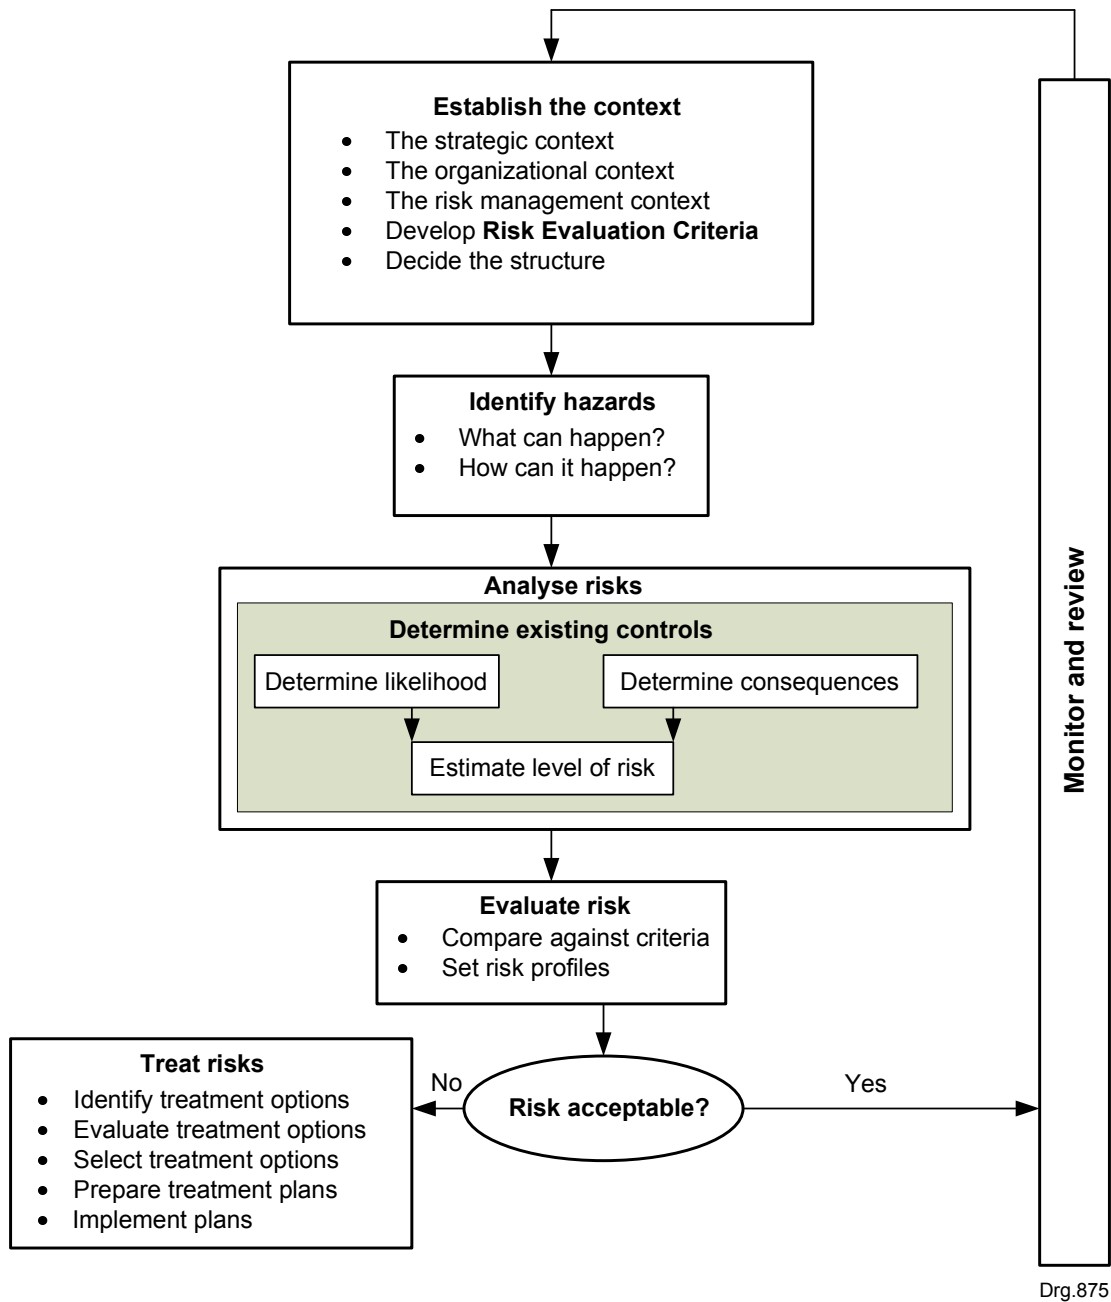 Establish the context
• The strategic context
• The organizational context
• The risk management context
• Develop Risk Evaluation Criteria
• Decide the structure
Identify hazards
• What can happen?
• How can it happen?
Analyse risks
Determine existing controls
Determine likelihood
Determine consequences
Estimate level of risk
Evaluate risk
• Compare against criteria
• Set risk profiles
Risk acceptable?
No
Yes
Treat risks
• Identify treatment options
• Evaluate treatment options
• Select treatment options
• Prepare treatment plans
• Implement plans
Monitor and review
Drg.875